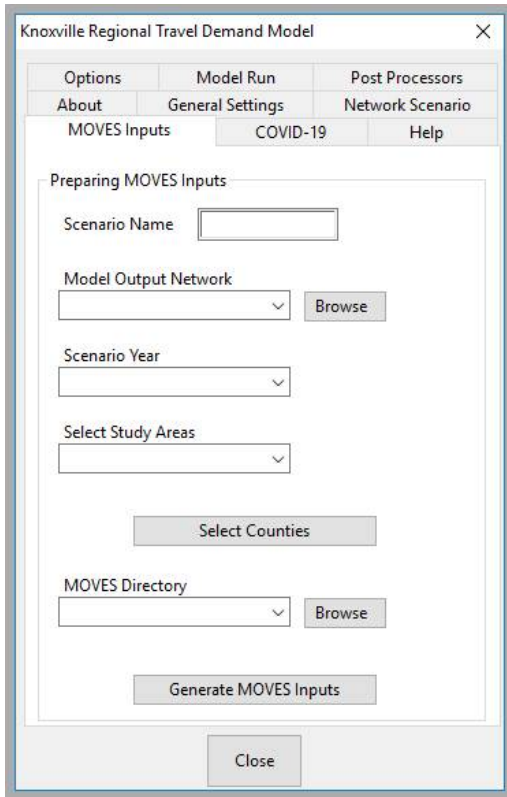 Knoxville Regional Travel Demand Model
Options Model Run Post Processors
About General Settings Network Scenario
MOVES Inputs COVID-19 Help
Preparing MOVES Inputs
Scenario Name
Model Output Network
Browse
Scenario Year
Select Study Areas
Select Counties
MOVES Directory
Browse
Generate MOVES Inputs
Close